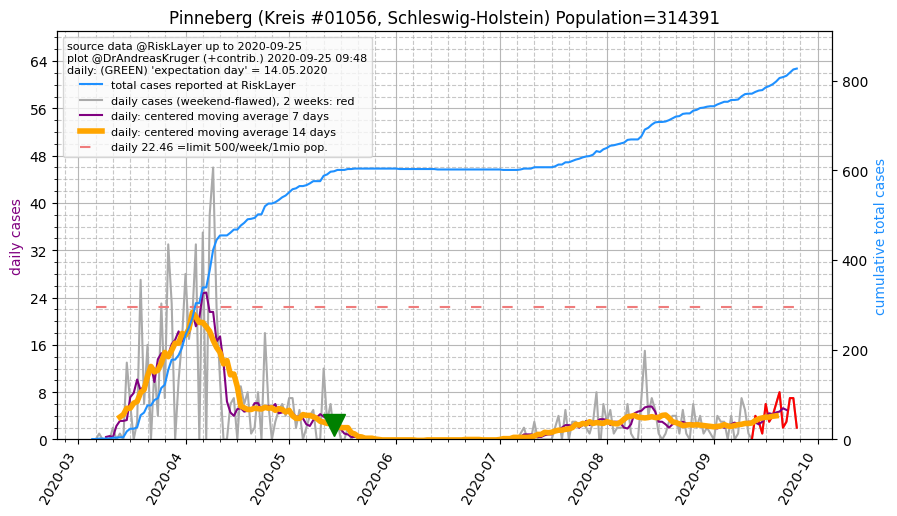 Pinneberg (Kreis #01056, Schleswig-Holstein) Population=314391
source data @RiskLayer up to 2020-09-25
plot @DrAndreasKruger (+contrib.) 2020-09-25 09:48
daily: (GREEN) 'expectation day' = 14.05.2020
total cases reported at RiskLayer
daily cases (weekend-flawed), 2 weeks: red
daily: centered moving average 7 days
daily: centered moving average 14 days
daily 22.46 =limit 500/week/1mio pop.
daily cases
64
56
48
40
32
24
16
8
0
cumulative total cases
800
600
400
200
0
2020-03
2020-04
2020-05
2020-06
2020-07
2020-08
2020-09
2020-10